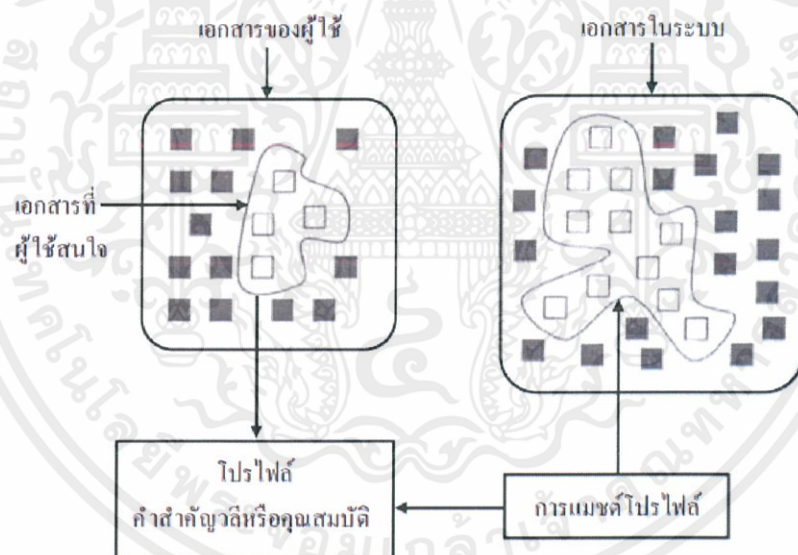 เอกสารของผู้ใช้
เอกสารในระบบ
เอกสารที่
ผู้ใช้สนใจ
โปรไฟล์
คำสำคัญวลีหรือคุณสมบัติ
การแมชต์โปรไฟล์